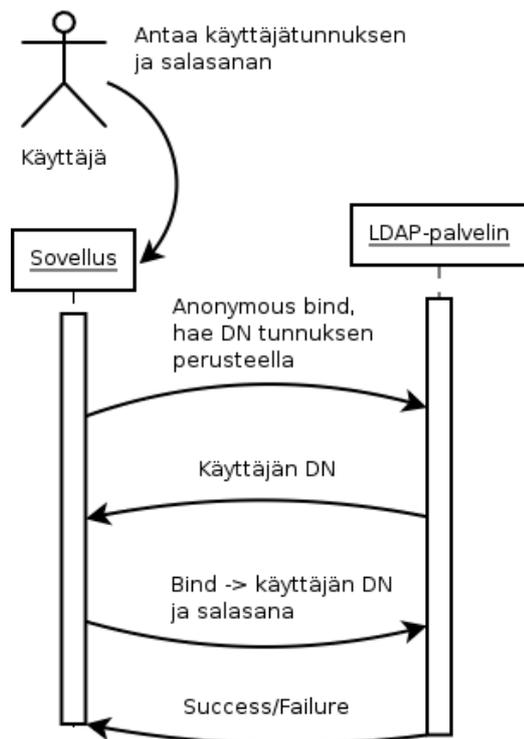 Antaa käyttäjätunnuksen
ja salasanan
Käyttäjä
Sovellus
LDAP-palvelin
Anonymous bind,
hae DN tunnuksen
perusteella
Käyttäjän DN
Bind -> käyttäjän DN
ja salasana
Success/Failure